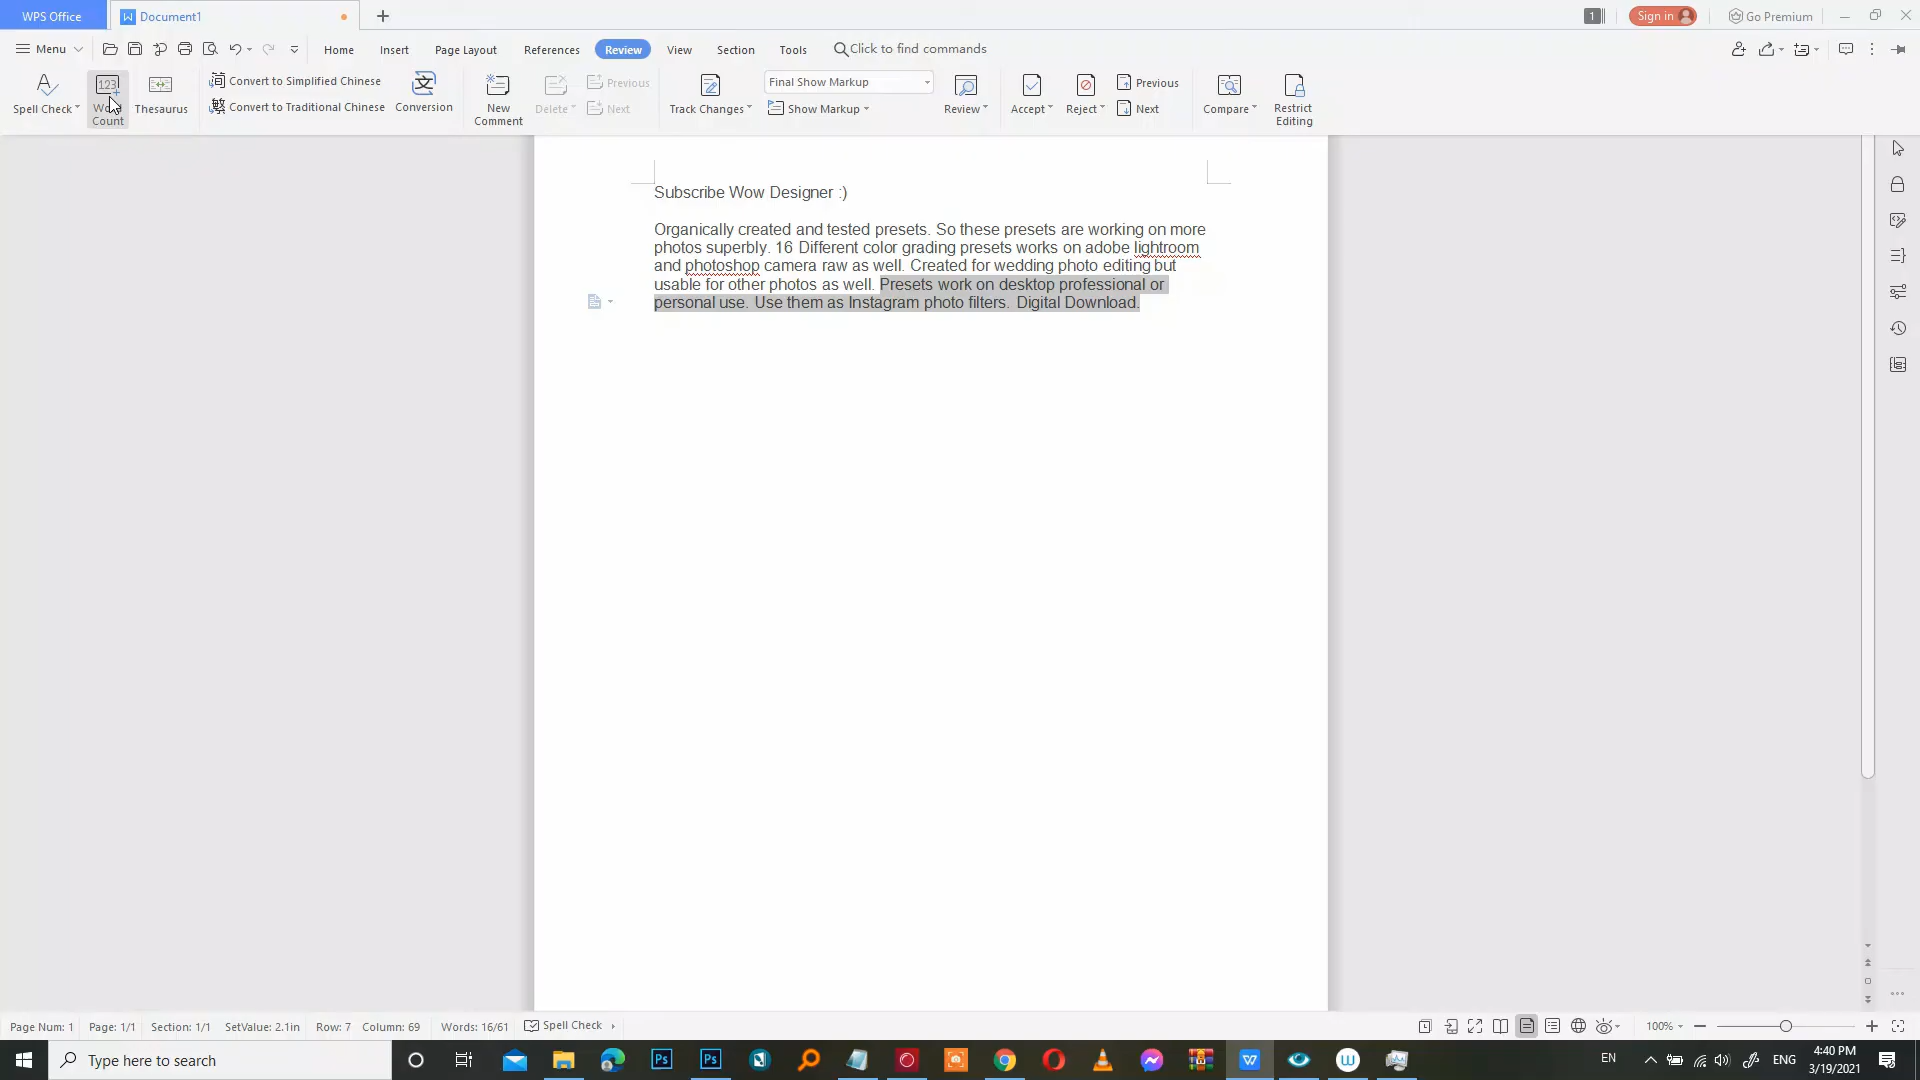 WPS Office
Document1
1
Sign in
Go Premium
Menu
Home
Insert
Page Layout
References
Review
View
Section
Tools
Click to find commands
Spell Check
123
Word Count
Thesaurus
Convert to Simplified Chinese
Convert to Traditional Chinese
Conversion
New Comment
Delete
Previous
Next
Track Changes
Final Show Markup
Show Markup
Review
Accept
Reject
Previous
Next
Compare
Restrict Editing
Subscribe Wow Designer :)
Organically created and tested presets. So these presets are working on more
photos superbly. 16 Different color grading presets works on adobe lightroom
and photoshop camera raw as well. Created for wedding photo editing but
usable for other photos as well. Presets work on desktop professional or
personal use. Use them as Instagram photo filters. Digital Download.
Page Num: 1 Page: 1/1 Section: 1/1 SetValue: 2.1in Row: 7 Column: 69 Words: 16/61 Spell Check
100%
Type here to search
Ps
Ps
EN
ENG
4:40 PM
3/19/2021